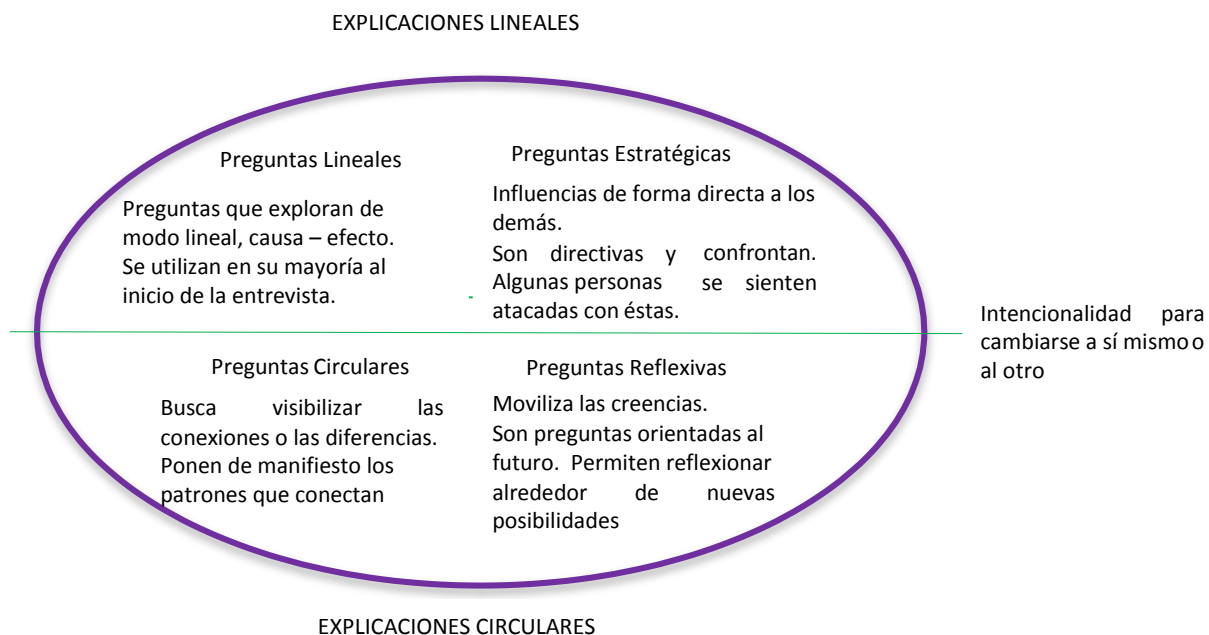 EXPLICACIONES LINEALES
Preguntas Lineales
Preguntas que exploran de
modo lineal, causa – efecto.
Se utilizan en su mayoría al
inicio de la entrevista.
Preguntas Estratégicas
Influencias de forma directa a los
demás.
Son directivas y confrontan.
Algunas personas se sienten
atacadas con éstas.
Intencionalidad para
cambiarse a sí mismo o
al otro
Preguntas Circulares
Busca visibilizar las
conexiones o las diferencias.
Ponen de manifiesto los
patrones que conectan
Preguntas Reflexivas
Moviliza las creencias.
Son preguntas orientadas al
futuro. Permiten reflexionar
alrededor de nuevas
posibilidades
EXPLICACIONES CIRCULARES